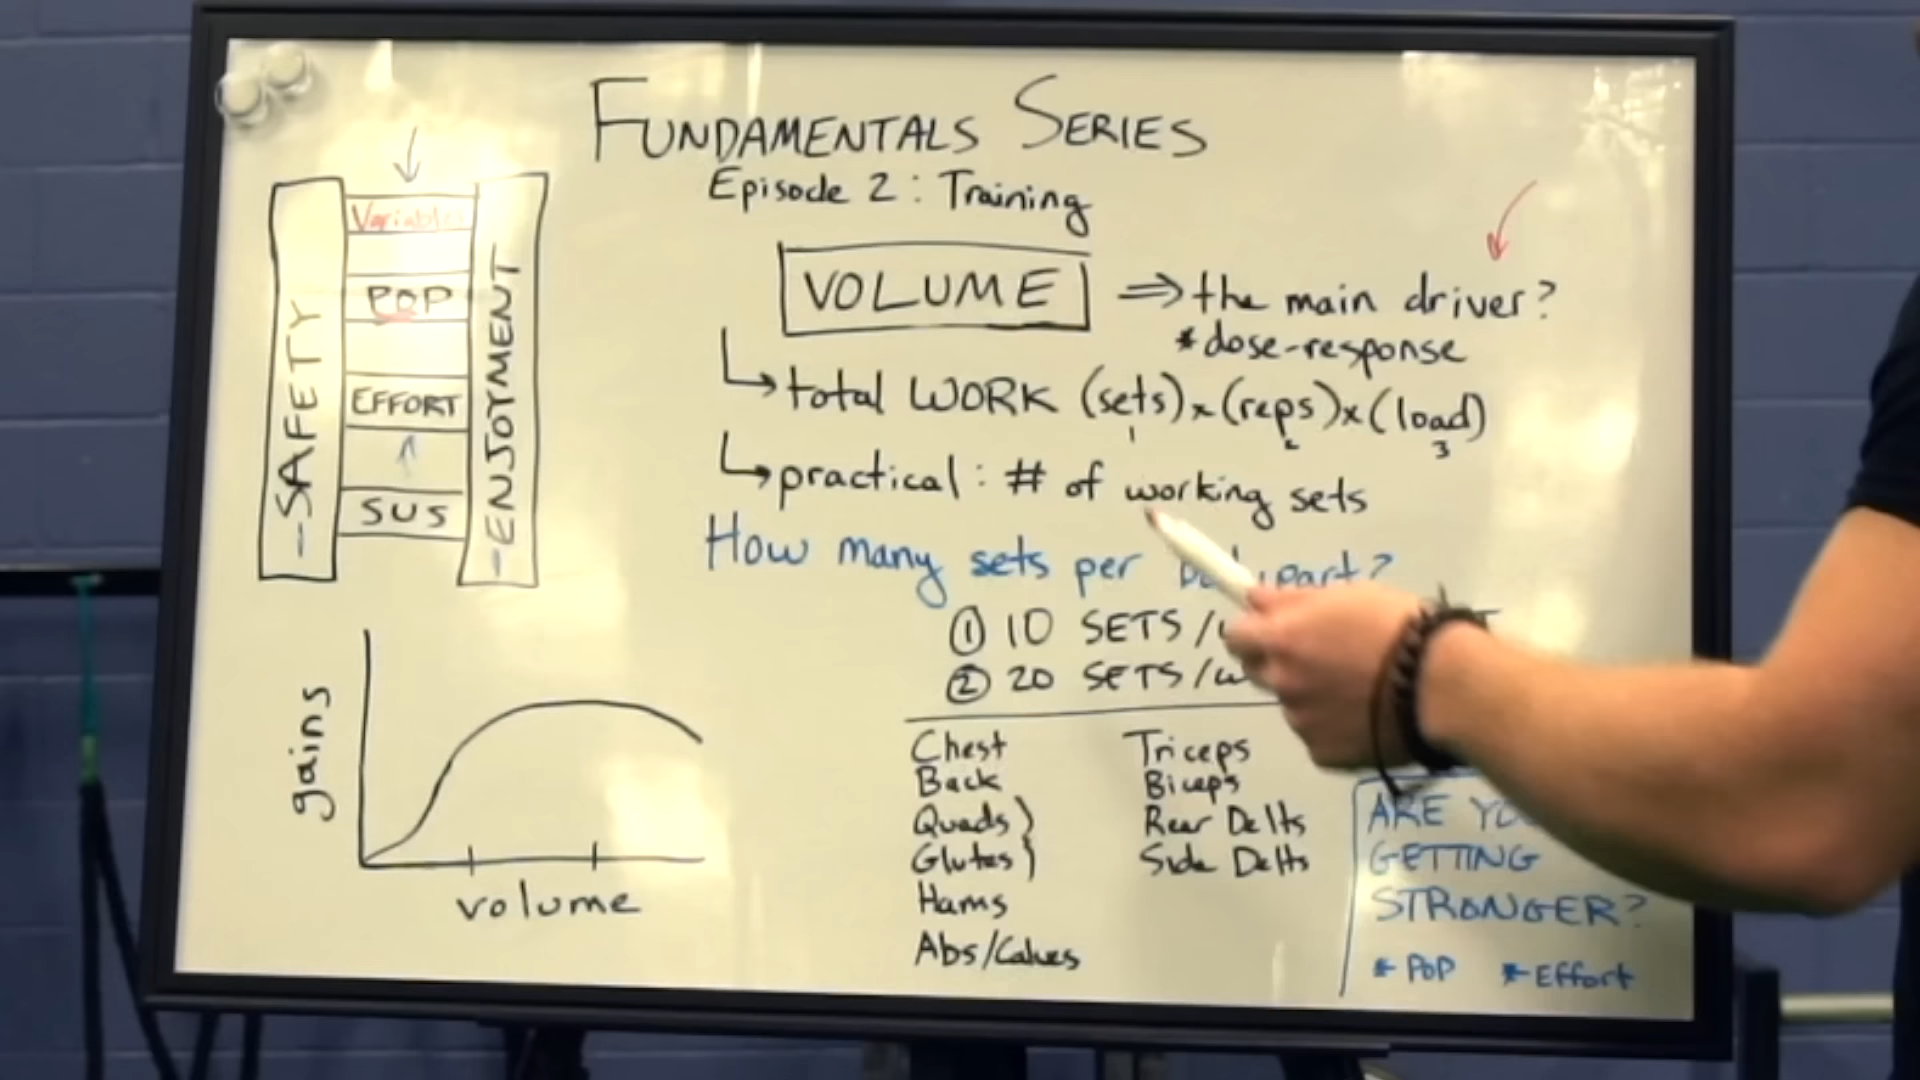 FUNDAMENTALS SERIES
Episode 2: Training
VOLUME ⇒ the main driver?
* dose-response
↳ total WORK (sets)x(reps)x(load)
1 2 3
↳ practical: # of working sets
How many sets per part?
① 10 SETS/
② 20 SETS/w
Chest
Back
Quads}
Glutes}
Hams
Abs/Calves
Triceps
Biceps
Rear Delts
Side Delts
ARE
GETTING
STRONGER?
* POP * Effort
-SAFETY
Variables
POP
EFFORT
SUS
-ENJOYMENT
gains
volume